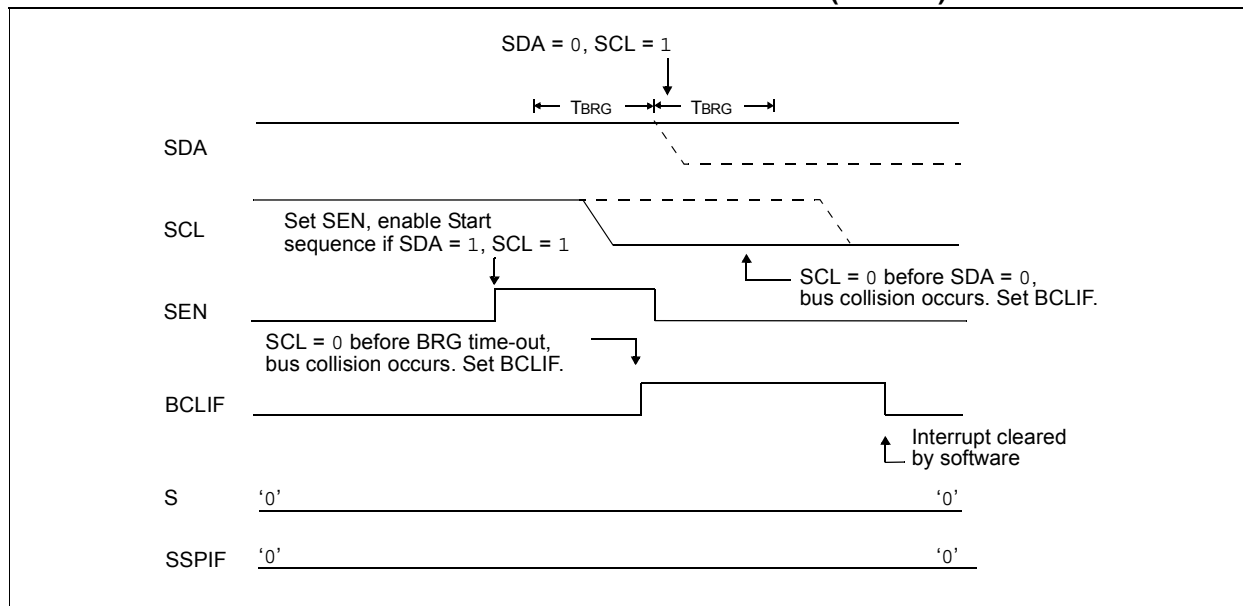 SDA = 0, SCL = 1
TBRG TBRG
SDA
SCL
Set SEN, enable Start
sequence if SDA = 1, SCL = 1
SCL = 0 before SDA = 0,
bus collision occurs. Set BCLIF.
SEN
SCL = 0 before BRG time-out,
bus collision occurs. Set BCLIF.
BCLIF
Interrupt cleared
by software
S ‘0’ ‘0’
SSPIF ‘0’ ‘0’